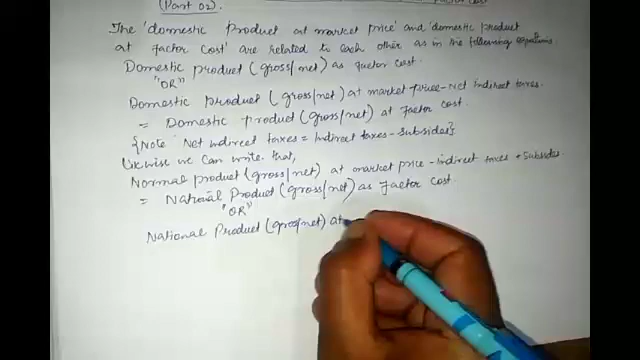 (Part 02).
The 'domestic product at market price' and 'domestic product
at Factor Cost' are related to each other as in the following equations
Domestic product (gross/net) as Factor Cost.
"OR"
Domestic product (gross/net) at market price-Net indirect taxes.
= Domestic product (gross/net) at Factor cost.
{Note Net indirect taxes = indirect taxes-Subsides}
Likwise we can write that,
Normal product (gross/net) at market price-indirect taxes + Subsides
= National Product (gross/net) as Factor cost.
"OR"
National Product (gross/net) at